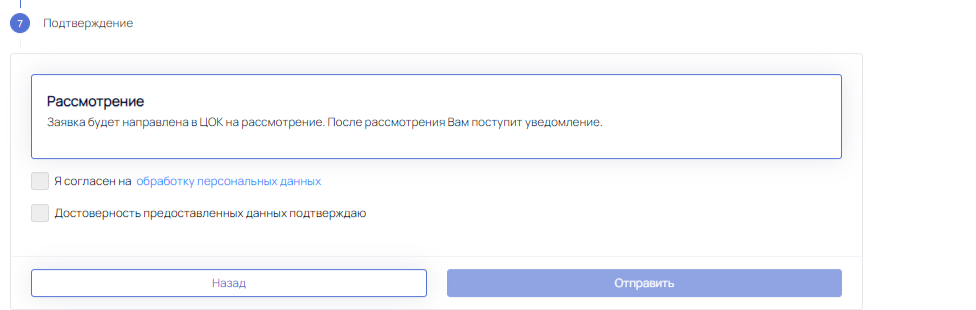 7 Подтверждение
Рассмотрение
Заявка будет направлена в ЦОК на рассмотрение. После рассмотрения Вам поступит уведомление.
Я согласен на обработку персональных данных
Достоверность предоставленных данных подтверждаю
Назад Отправить